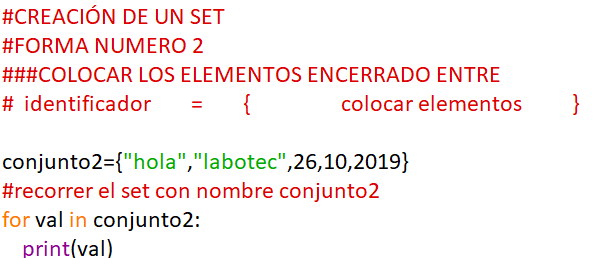 #CREACIÓN DE UN SET
#FORMA NUMERO 2
###COLOCAR LOS ELEMENTOS ENCERRADO ENTRE
# identificador = { colocar elementos }
conjunto2={"hola","labotec",26,10,2019}
#recorrer el set con nombre conjunto2
for val in conjunto2:
print(val)